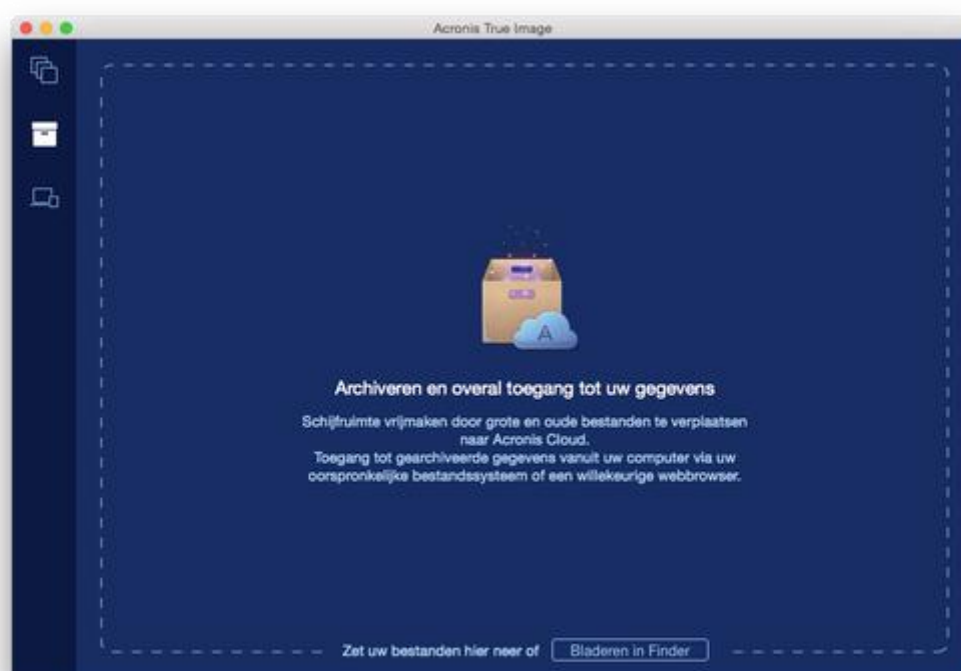 Acronis True Image
A
Archiveren en overal toegang tot uw gegevens
Schijfruimte vrijmaken door grote en oude bestanden te verplaatsen
naar Acronis Cloud.
Toegang tot gearchiveerde gegevens vanuit uw computer via uw
oorspronkelijke bestandssysteem of een willekeurige webbrowser.
Zet uw bestanden hier neer of Bladeren in Finder